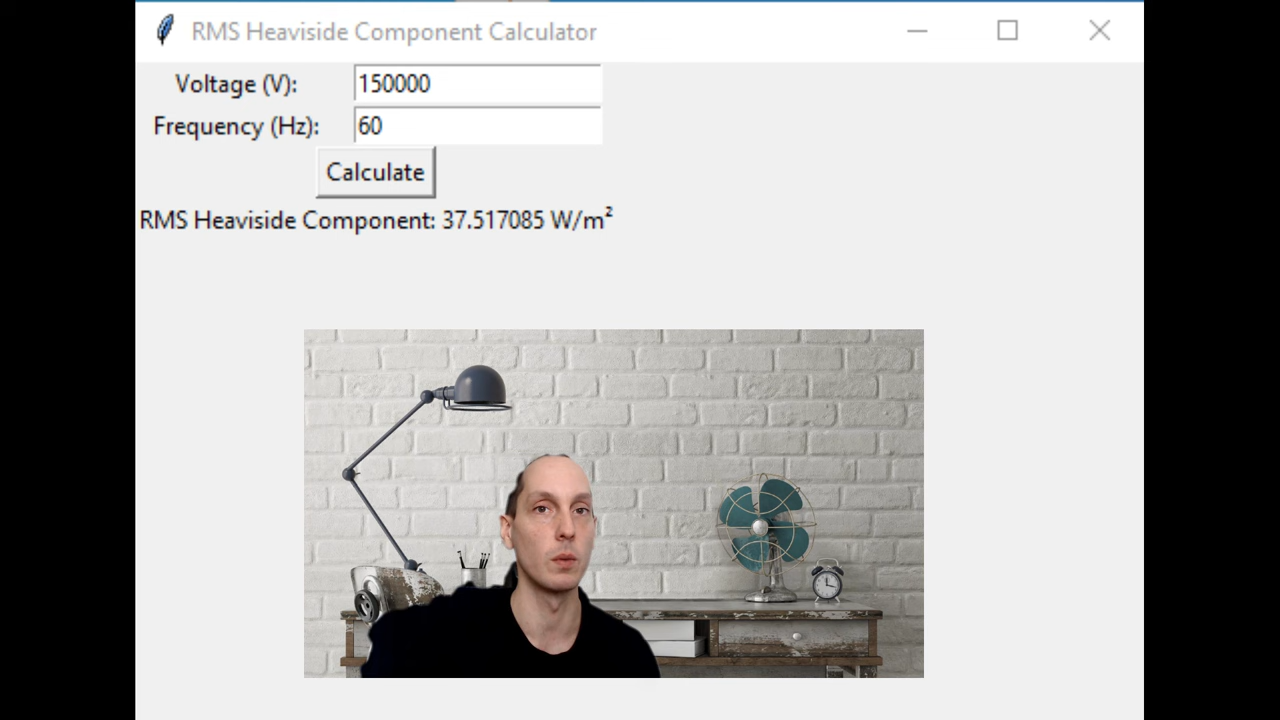 RMS Heaviside Component Calculator
Voltage (V): 150000
Frequency (Hz): 60
Calculate
RMS Heaviside Component: 37.517085 W/m²